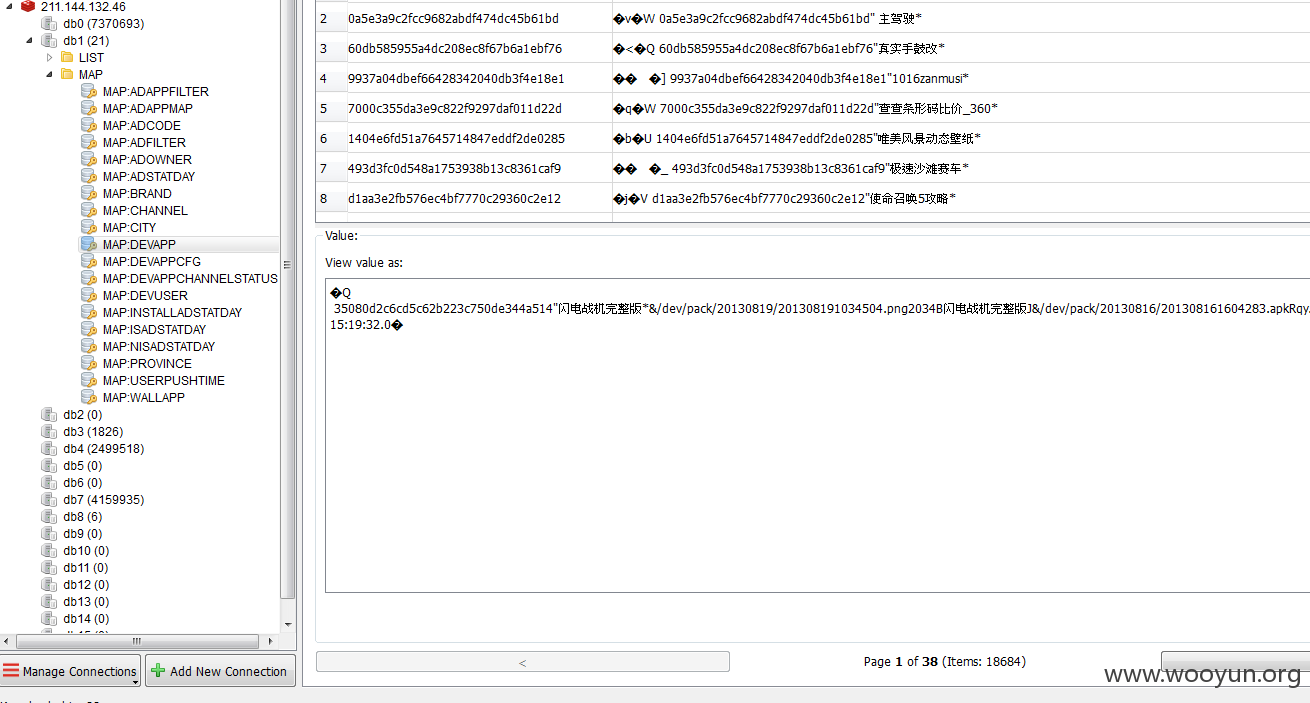 211.144.132.46
db0 (7370693)
db1 (21)
LIST
MAP
MAP:ADAPPFILTER
MAP:ADAPPMAP
MAP:ADCODE
MAP:ADFILTER
MAP:ADOWNER
MAP:ADSTATDAY
MAP:BRAND
MAP:CHANNEL
MAP:CITY
MAP:DEVAPP
MAP:DEVAPPCFG
MAP:DEVAPPCHANNELSTATUS
MAP:DEVUSER
MAP:INSTALLADSTATDAY
MAP:ISADSTATDAY
MAP:NISADSTATDAY
MAP:PROVINCE
MAP:USERPUSHTIME
MAP:WALLAPP
db2 (0)
db3 (1826)
db4 (2499518)
db5 (0)
db6 (0)
db7 (4159935)
db8 (6)
db9 (0)
db10 (0)
db11 (0)
db12 (0)
db13 (0)
db14 (0)
Manage Connections
Add New Connection
2 0a5e3a9c2fcc9682abdf474dc45b61bd �v�W 0a5e3a9c2fcc9682abdf474dc45b61bd" 主驾驶*
3 60db585955a4dc208ec8f67b6a1ebf76 �<�Q 60db585955a4dc208ec8f67b6a1ebf76"真实手鼓改*
4 9937a04dbef66428342040db3f4e18e1 �� �] 9937a04dbef66428342040db3f4e18e1"1016zanmusi*
5 7000c355da3e9c822f9297daf011d22d �q�W 7000c355da3e9c822f9297daf011d22d"查查条形码比价_360*
6 1404e6fd51a7645714847eddf2de0285 �b�U 1404e6fd51a7645714847eddf2de0285"唯美风景动态壁纸*
7 493d3fc0d548a1753938b13c8361caf9 �� �_ 493d3fc0d548a1753938b13c8361caf9"极速沙滩赛车*
8 d1aa3e2fb576ec4bf7770c29360c2e12 �j�V d1aa3e2fb576ec4bf7770c29360c2e12"使命召唤5攻略*
Value:
View value as:
�Q
35080d2c6cd5c62b223c750de344a514"闪电战机完整版*&/dev/pack/20130819/201308191034504.png2034B闪电战机完整版J&/dev/pack/20130816/201308161604283.apkRqy
15:19:32.0�
<
Page 1 of 38 (Items: 18684)
www.wooyun.org